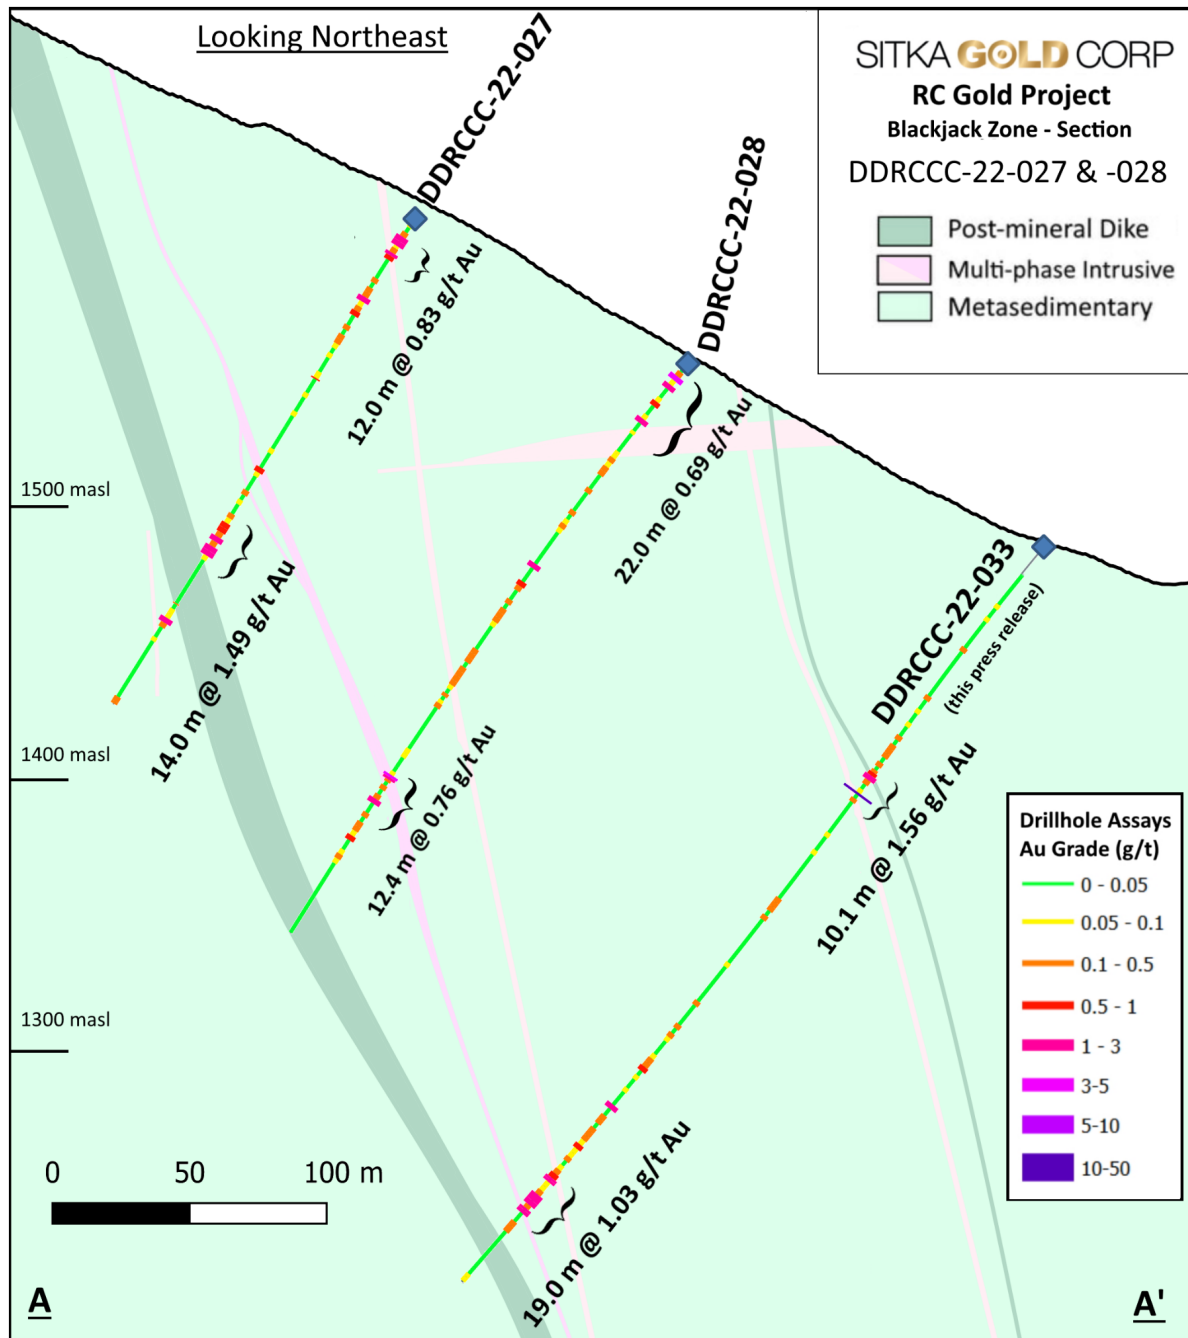 Looking Northeast
SITKA GOLD CORP
RC Gold Project
Blackjack Zone - Section
DDRCCC-22-027 & -028
Post-mineral Dike
Multi-phase Intrusive
Metasedimentary
DDRCCC-22-027
12.0 m @ 0.83 g/t Au
14.0 m @ 1.49 g/t Au
DDRCCC-22-028
22.0 m @ 0.69 g/t Au
12.4 m @ 0.76 g/t Au
DDRCCC-22-033
(this press release)
10.1 m @ 1.56 g/t Au
19.0 m @ 1.03 g/t Au
1500 masl
1400 masl
1300 masl
Drillhole Assays
Au Grade (g/t)
0 - 0.05
0.05 - 0.1
0.1 - 0.5
0.5 - 1
1 - 3
3-5
5-10
10-50
0 50 100 m
A
A'